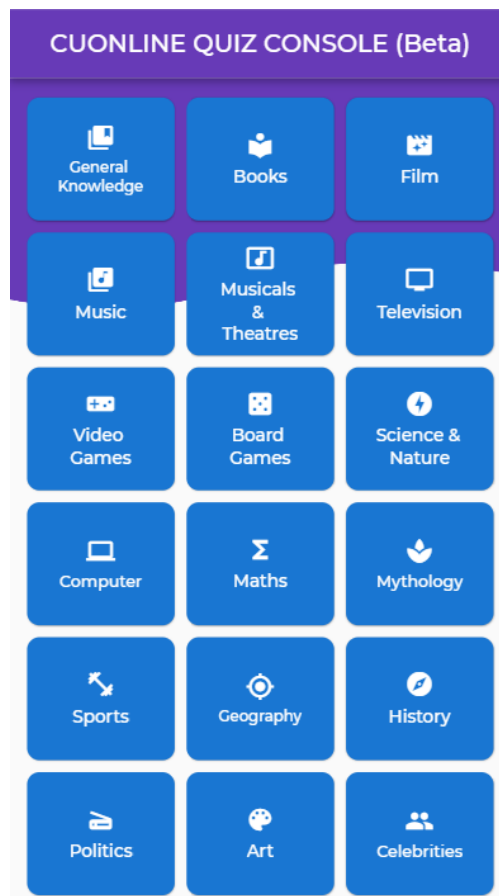 CUONLINE QUIZ CONSOLE (Beta)
General
Knowledge
Books
Film
Music
Musicals
&
Theatres
Television
Video
Games
Board
Games
Science &
Nature
Computer
Maths
Mythology
Sports
Geography
History
Politics
Art
Celebrities